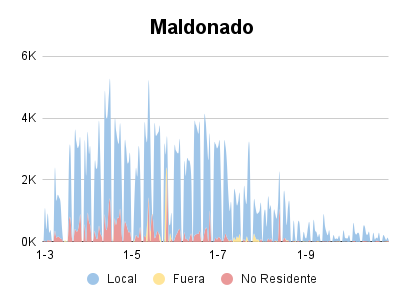 Maldonado
6K
4K
2K
0K
1-3 1-5 1-7 1-9
Local Fuera No Residente